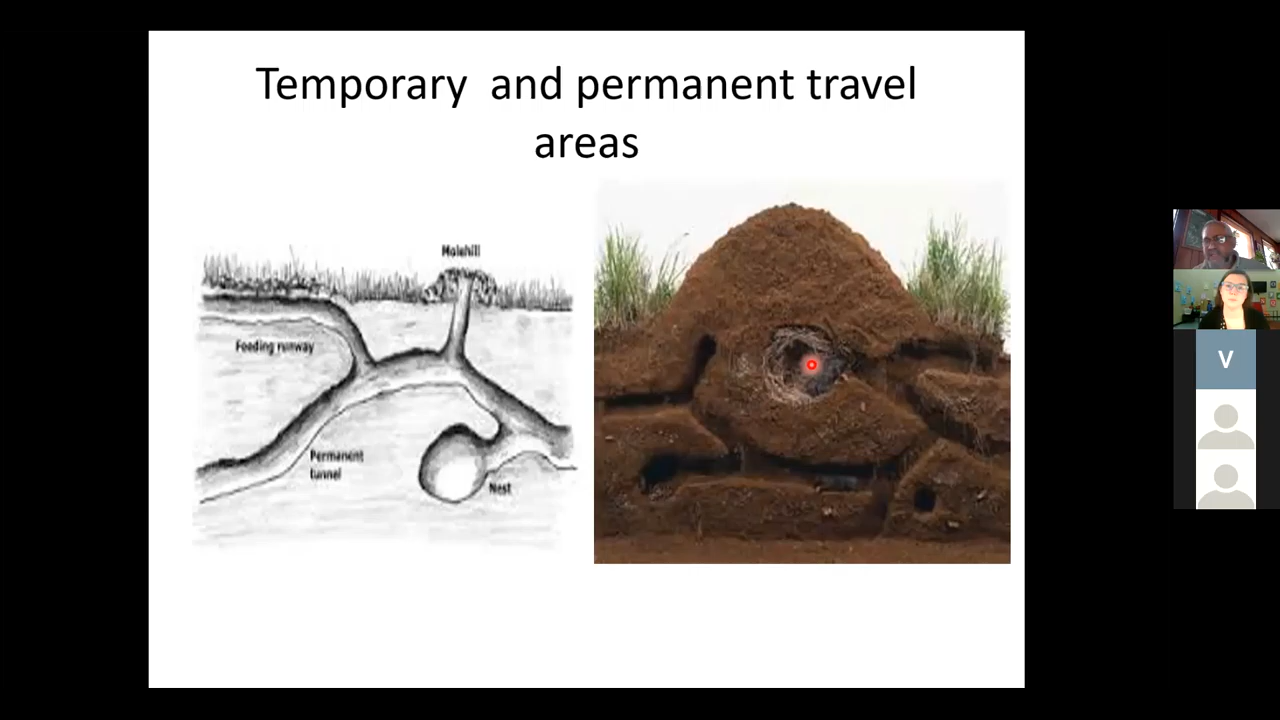 Temporary  and permanent travel
areas
Molehill
Feeding runway
Permanent
tunnel
Nest
V